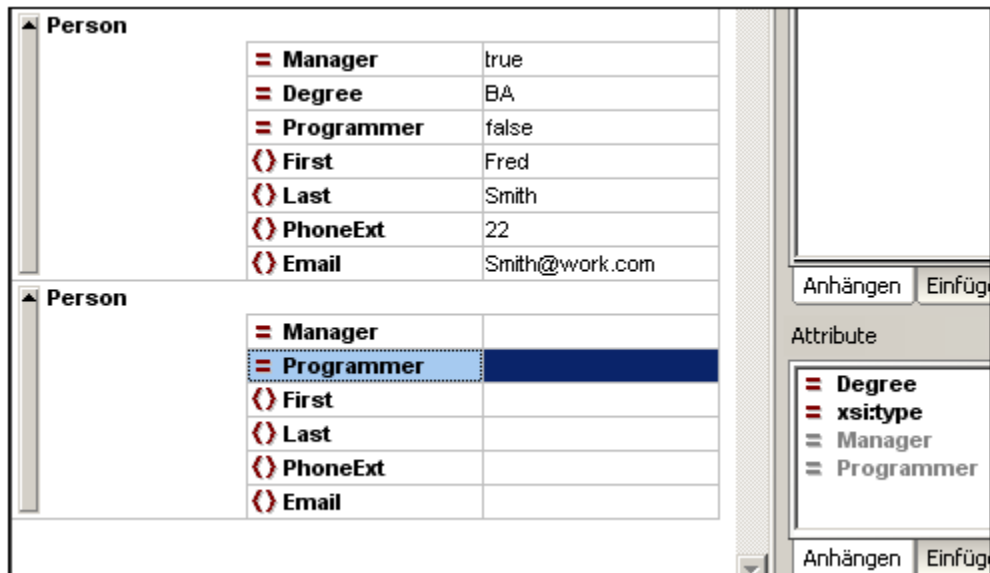 Person
= Manager true
= Degree BA
= Programmer false
() First Fred
() Last Smith
() PhoneExt 22
() Email Smith@work.com
Person
= Manager
= Programmer
() First
() Last
() PhoneExt
() Email
Anhängen
Attribute
= Degree
= xsi:type
= Manager
= Programmer
Anhängen